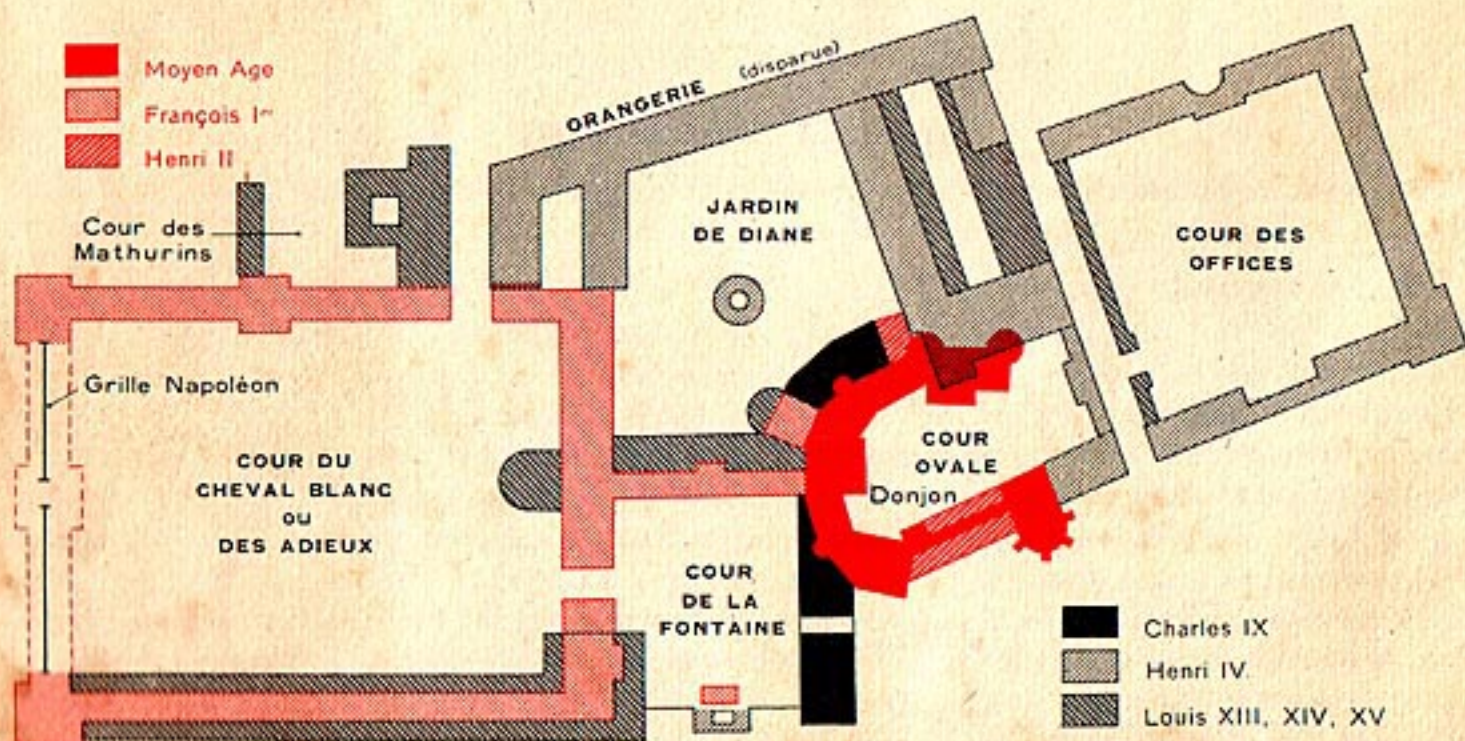 Moyen Age
François Iᵉʳ
Henri II
ORANGERIE (disparue)
Cour des
Mathurins
JARDIN
DE DIANE
COUR DES
OFFICES
Grille Napoléon
COUR DU
CHEVAL BLANC
OU
DES ADIEUX
COUR
OVALE
Donjon
COUR
DE LA
FONTAINE
Charles IX
Henri IV.
Louis XIII, XIV, XV